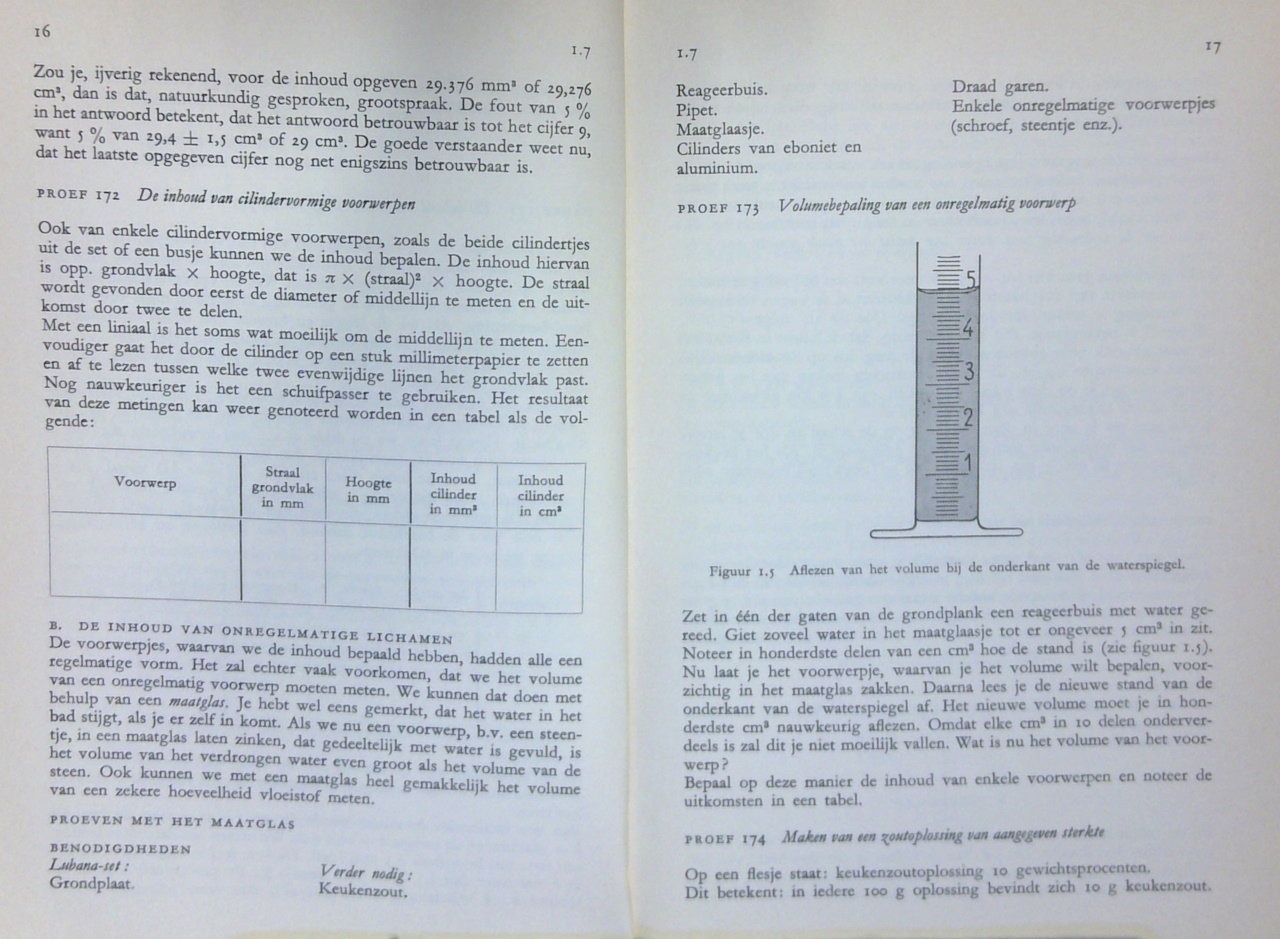 16
1.7
Zou je, ijverig rekenend, voor de inhoud opgeven 29.376 mm³ of 29,276
cm³, dan is dat, natuurkundig gesproken, grootspraak. De fout van 5 %
in het antwoord betekent, dat het antwoord betrouwbaar is tot het cijfer 9,
want 5 % van 29,4 ± 1,5 cm³ of 29 cm³. De goede verstaander weet nu,
dat het laatste opgegeven cijfer nog net enigszins betrouwbaar is.
PROEF 172 De inhoud van cilindervormige voorwerpen
Ook van enkele cilindervormige voorwerpen, zoals de beide cilindertjes
uit de set of een busje kunnen we de inhoud bepalen. De inhoud hiervan
is opp. grondvlak × hoogte, dat is π × (straal)² × hoogte. De straal
wordt gevonden door eerst de diameter of middellijn te meten en de uit-
komst door twee te delen.
Met een liniaal is het soms wat moeilijk om de middellijn te meten. Een-
voudiger gaat het door de cilinder op een stuk millimeterpapier te zetten
en af te lezen tussen welke twee evenwijdige lijnen het grondvlak past.
Nog nauwkeuriger is het een schuifpasser te gebruiken. Het resultaat
van deze metingen kan weer genoteerd worden in een tabel als de vol-
gende:
Voorwerp
Straal
grondvlak
in mm
Hoogte
in mm
Inhoud
cilinder
in mm³
Inhoud
cilinder
in cm³
B. DE INHOUD VAN ONREGELMATIGE LICHAMEN
De voorwerpjes, waarvan we de inhoud bepaald hebben, hadden alle een
regelmatige vorm. Het zal echter vaak voorkomen, dat we het volume
van een onregelmatig voorwerp moeten meten. We kunnen dat doen met
behulp van een maatglas. Je hebt wel eens gemerkt, dat het water in het
bad stijgt, als je er zelf in komt. Als we nu een voorwerp, b.v. een steen-
tje, in een maatglas laten zinken, dat gedeeltelijk met water is gevuld, is
het volume van het verdrongen water even groot als het volume van de
steen. Ook kunnen we met een maatglas heel gemakkelijk het volume
van een zekere hoeveelheid vloeistof meten.
PROEVEN MET HET MAATGLAS
BENODIGDHEDEN
Lubana-set:
Grondplaat.
Verder nodig:
Keukenzout.
1.7
17
Reageerbuis.
Pipet.
Maatglaasje.
Cilinders van eboniet en
aluminium.
Draad garen.
Enkele onregelmatige voorwerpjes
(schroef, steentje enz.).
PROEF 173 Volumebepaling van een onregelmatig voorwerp
5
4
3
2
1
Figuur 1.5 Aflezen van het volume bij de onderkant van de waterspiegel.
Zet in één der gaten van de grondplank een reageerbuis met water ge-
reed. Giet zoveel water in het maatglaasje tot er ongeveer 5 cm³ in zit.
Noteer in honderdste delen van een cm³ hoe de stand is (zie figuur 1.5).
Nu laat je het voorwerpje, waarvan je het volume wilt bepalen, voor-
zichtig in het maatglas zakken. Daarna lees je de nieuwe stand van de
onderkant van de waterspiegel af. Het nieuwe volume moet je in hon-
derdste cm³ nauwkeurig aflezen. Omdat elke cm³ in 10 delen onderver-
deels is zal dit je niet moeilijk vallen. Wat is nu het volume van het voor-
werp?
Bepaal op deze manier de inhoud van enkele voorwerpen en noteer de
uitkomsten in een tabel.
PROEF 174 Maken van een zoutoplossing van aangegeven sterkte
Op een flesje staat: keukenzoutoplossing 10 gewichtsprocenten.
Dit betekent: in iedere 100 g oplossing bevindt zich 10 g keukenzout.